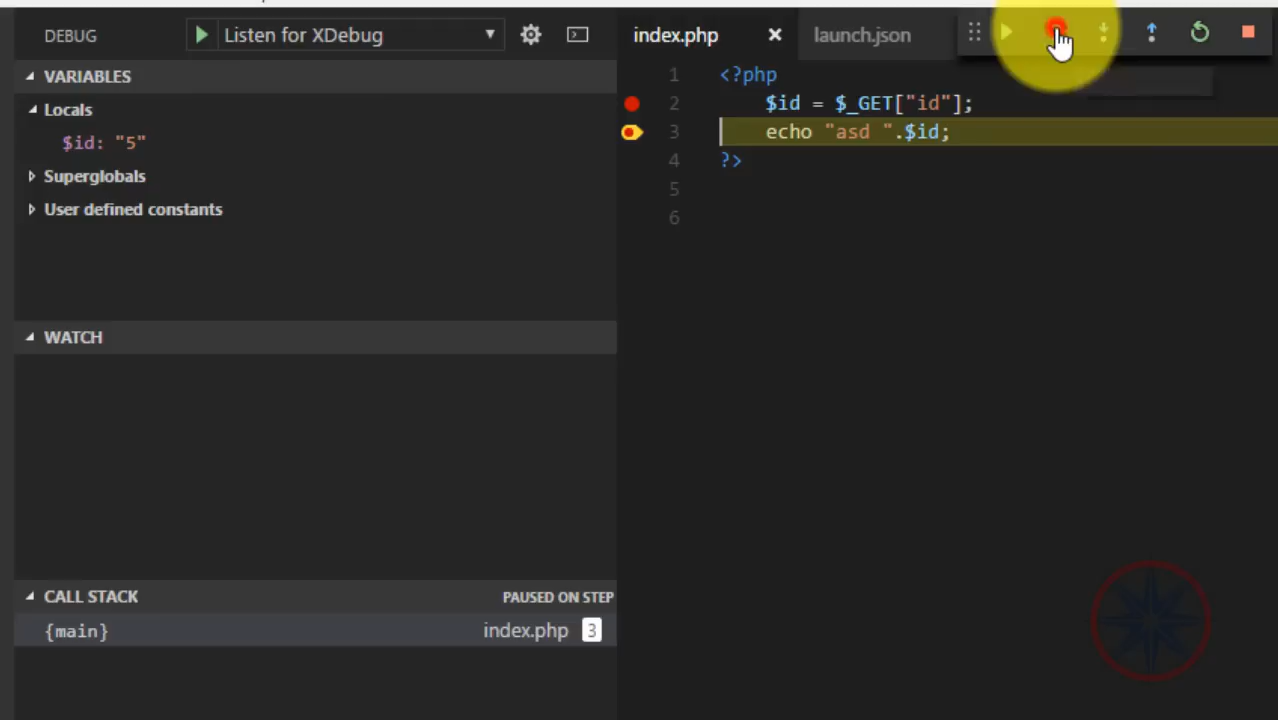 DEBUG
Listen for XDebug
VARIABLES
Locals
$id: "5"
Superglobals
User defined constants
WATCH
CALL STACK PAUSED ON STEP
{main} index.php 3
index.php launch.json
1 <?php
2 $id = $_GET["id"];
3 echo "asd ".$id;
4 ?>
5
6